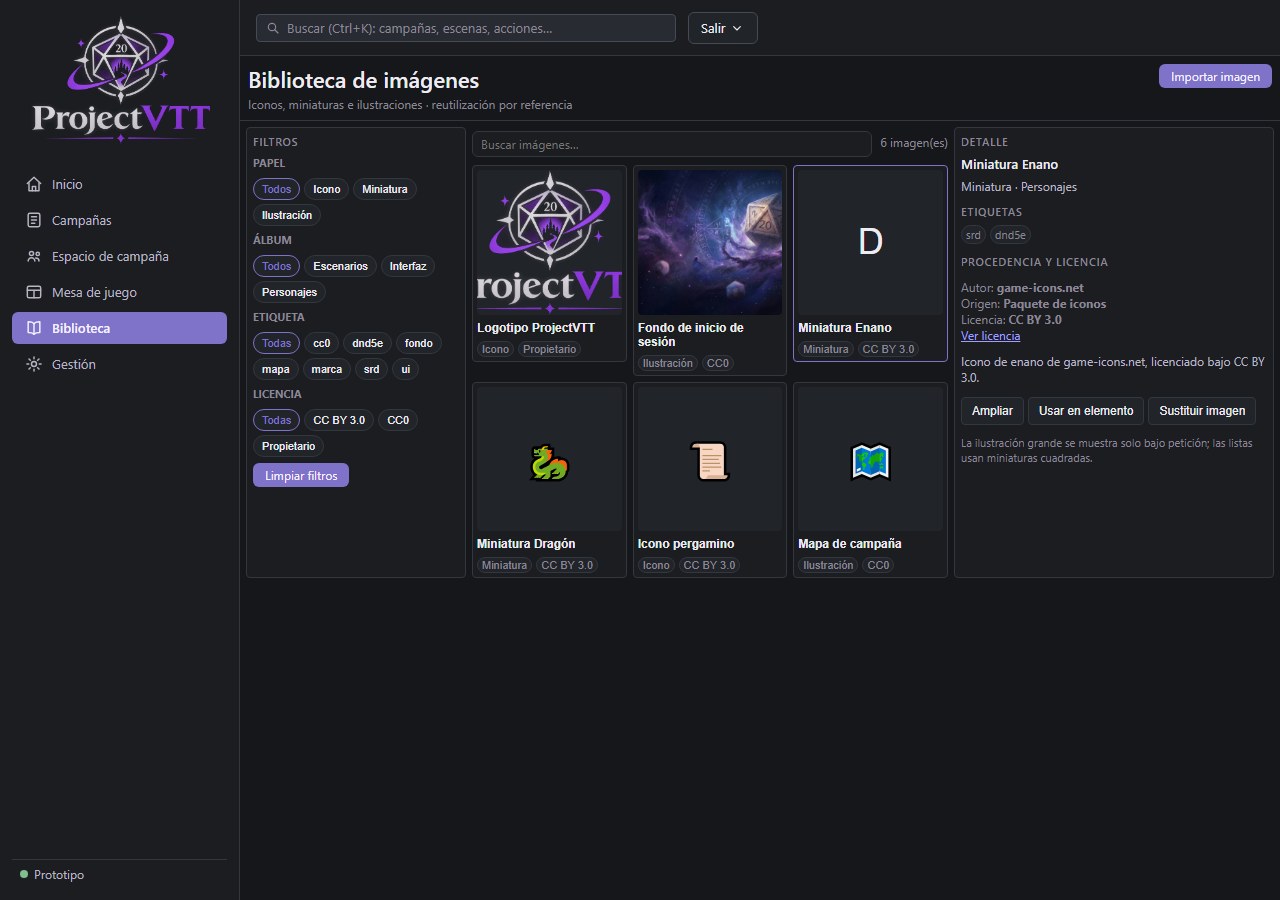 20
ProjectVTT
Inicio
Campañas
Espacio de campaña
Mesa de juego
Biblioteca
Gestión
Prototipo
Buscar (Ctrl+K): campañas, escenas, acciones...
Salir
Biblioteca de imágenes
Iconos, miniaturas e ilustraciones · reutilización por referencia
Importar imagen
FILTROS
PAPEL
Todos Icono Miniatura
Ilustración
ÁLBUM
Todos Escenarios Interfaz
Personajes
ETIQUETA
Todas cc0 dnd5e fondo
mapa marca srd ui
LICENCIA
Todas CC BY 3.0 CC0
Propietario
Limpiar filtros
Buscar imágenes...
6 imagen(es)
20
rojectVT
Logotipo ProjectVTT
Icono Propietario
Fondo de inicio de
sesión
Ilustración CC0
D
Miniatura Enano
Miniatura CC BY 3.0
Miniatura Dragón
Miniatura CC BY 3.0
Icono pergamino
Icono CC BY 3.0
Mapa de campaña
Ilustración CC0
DETALLE
Miniatura Enano
Miniatura · Personajes
ETIQUETAS
srd dnd5e
PROCEDENCIA Y LICENCIA
Autor: game-icons.net
Origen: Paquete de iconos
Licencia: CC BY 3.0
Ver licencia
Icono de enano de game-icons.net, licenciado bajo CC BY
3.0.
Ampliar Usar en elemento Sustituir imagen
La ilustración grande se muestra solo bajo petición; las listas
usan miniaturas cuadradas.